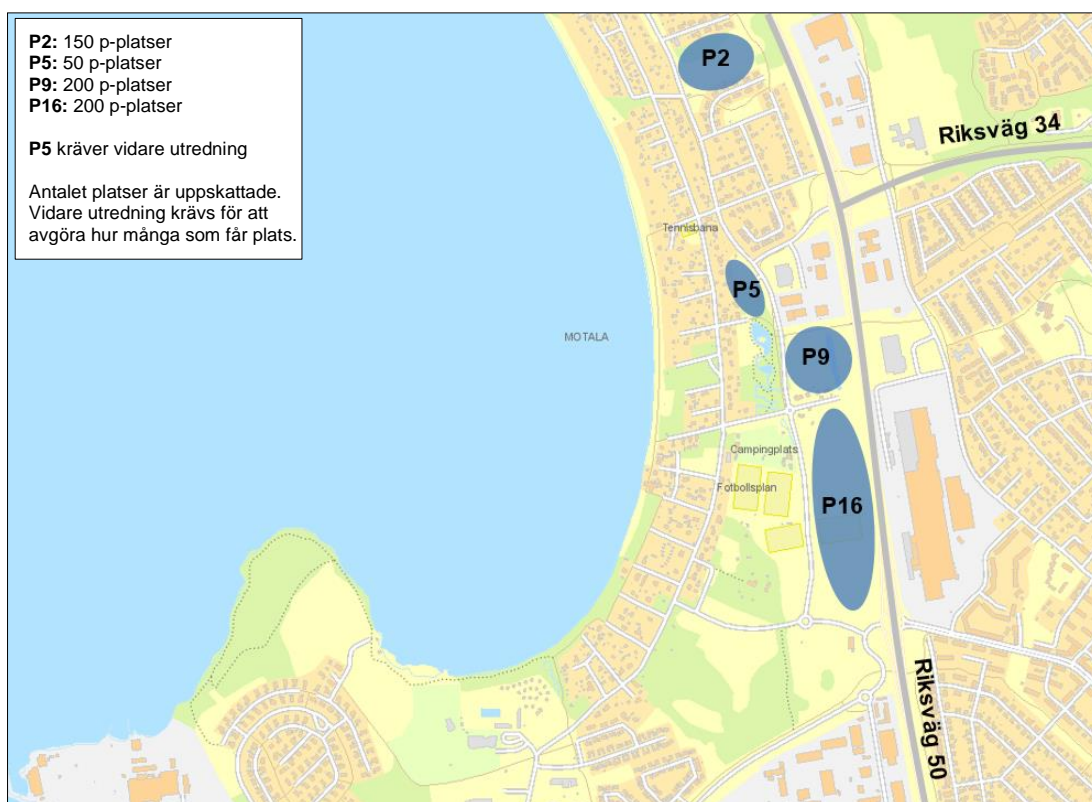 P2: 150 p-platser
P5: 50 p-platser
P9: 200 p-platser
P16: 200 p-platser
P5 kräver vidare utredning
Antalet platser är uppskattade.
Vidare utredning krävs för att
avgöra hur många som får plats.
P2
Riksväg 34
Tennisbana
P5
MOTALA
P9
Campingplats
Fotbollsplan
P16
Riksväg 50